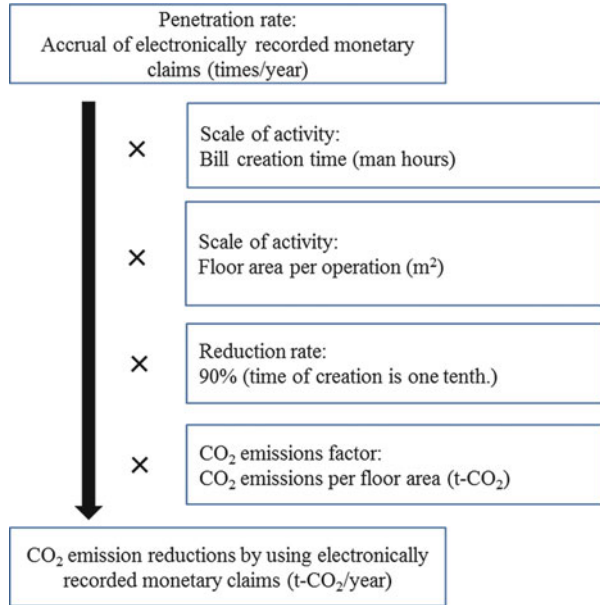 Penetration rate:
Accrual of electronically recorded monetary
claims (times/year)
×
Scale of activity:
Bill creation time (man hours)
×
Scale of activity:
Floor area per operation (m²)
×
Reduction rate:
90% (time of creation is one tenth.)
×
CO₂ emissions factor:
CO₂ emissions per floor area (t-CO₂)
CO₂ emission reductions by using electronically
recorded monetary claims (t-CO₂/year)